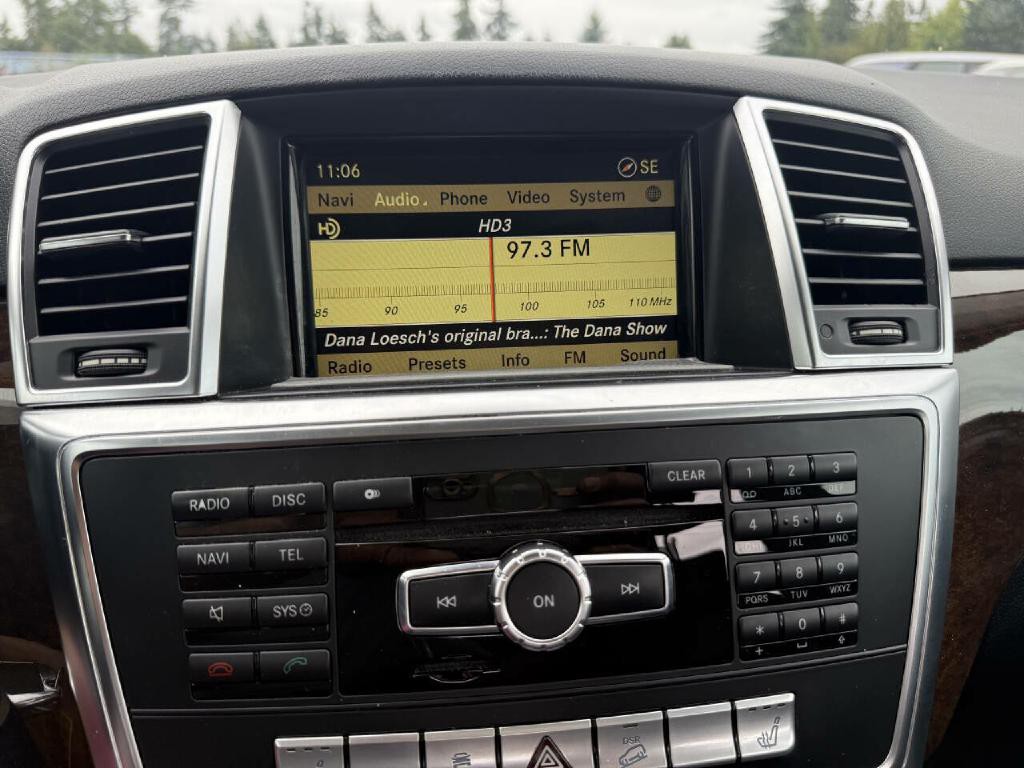 11:06 SE
Navi Audio Phone Video System
HD HD3
97.3 FM
85 90 95 100 105 110 MHz
Dana Loesch's original bra...: The Dana Show
Radio Presets Info FM Sound
RADIO DISC CLEAR 1 2 3
ABC
NAVI TEL 4 5 6
JKL MNO
SYS ON 7 8 9
PQRS TUV WXYZ
* 0 #
+
DSR